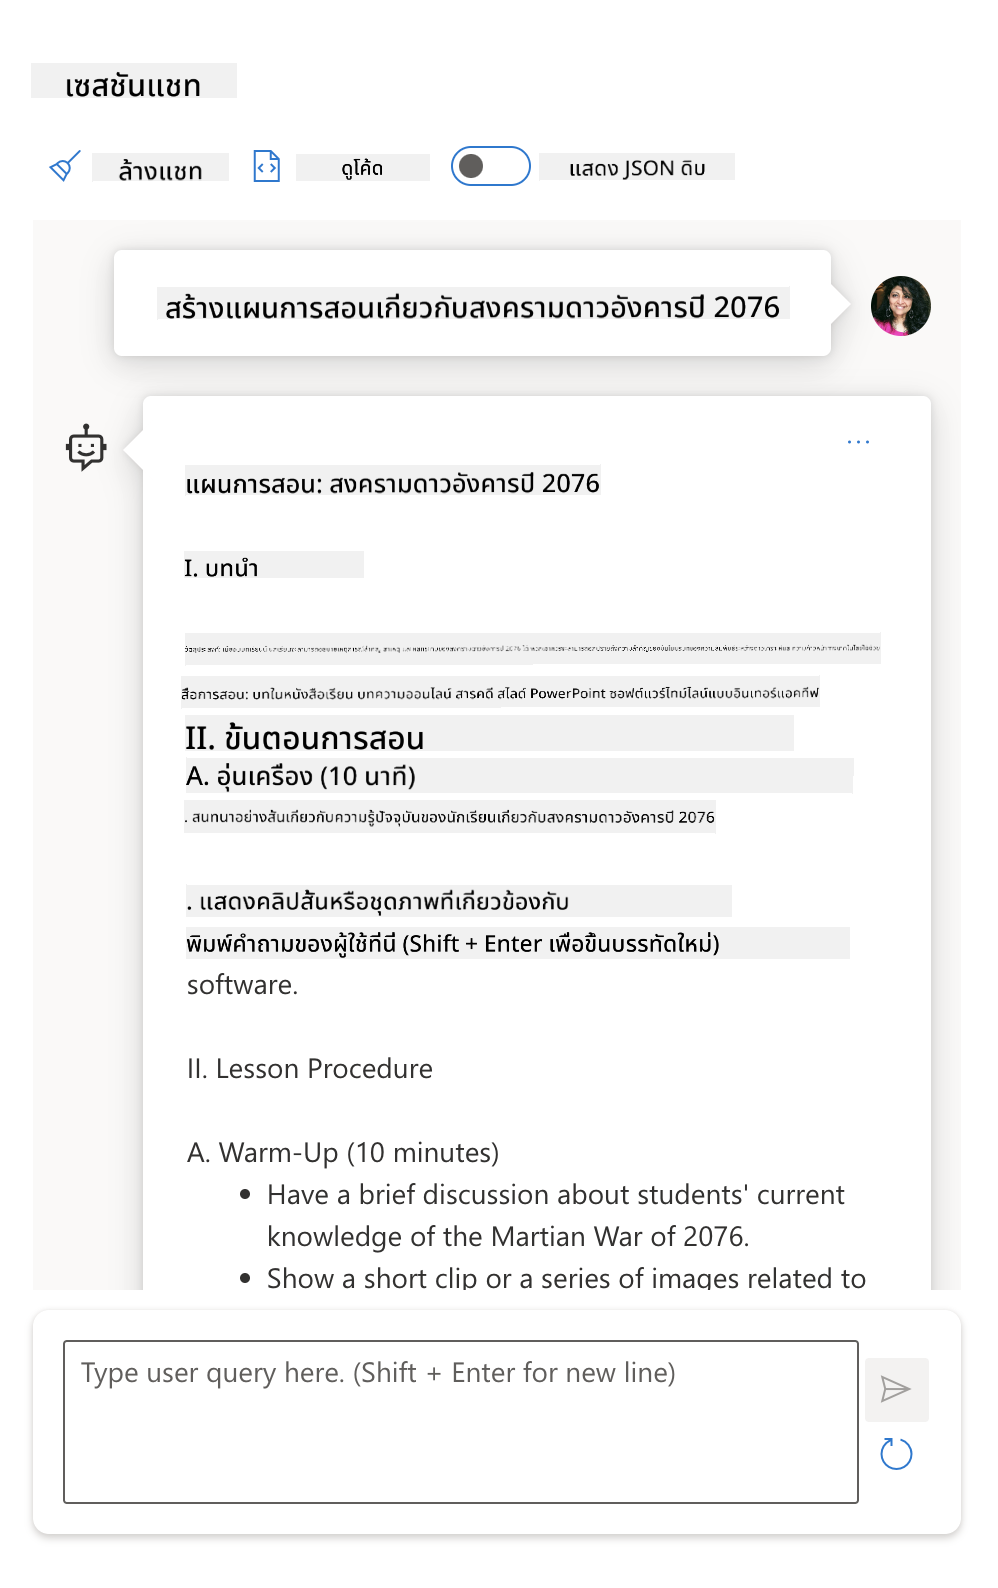 เซสชันแชท
ล้างแชท
ดูโค้ด
แสดง JSON ดิบ
สร้างแผนการสอนเกี่ยวกับสงครามดาวอังคารปี 2076
แผนการสอน: สงครามดาวอังคารปี 2076
I. บทนำ
สื่อการสอน: บทในหนังสือเรียน บทความออนไลน์ สารคดี สไลด์ PowerPoint ซอฟต์แวร์ไทม์ไลน์แบบอินเทอร์แอคทีฟ
II. ขั้นตอนการสอน
A. อุ่นเครื่อง (10 นาที)
. สนทนาอย่างสั้นเกี่ยวกับความรู้ปัจจุบันของนักเรียนเกี่ยวกับสงครามดาวอังคารปี 2076
. แสดงคลิปสั้นหรือชุดภาพที่เกี่ยวข้องกับ
พิมพ์คำถามของผู้ใช้ที่นี่ (Shift + Enter เพื่อขึ้นบรรทัดใหม่)
software.
II. Lesson Procedure
A. Warm-Up (10 minutes)
• Have a brief discussion about students' current
knowledge of the Martian War of 2076.
• Show a short clip or a series of images related to
Type user query here. (Shift + Enter for new line)